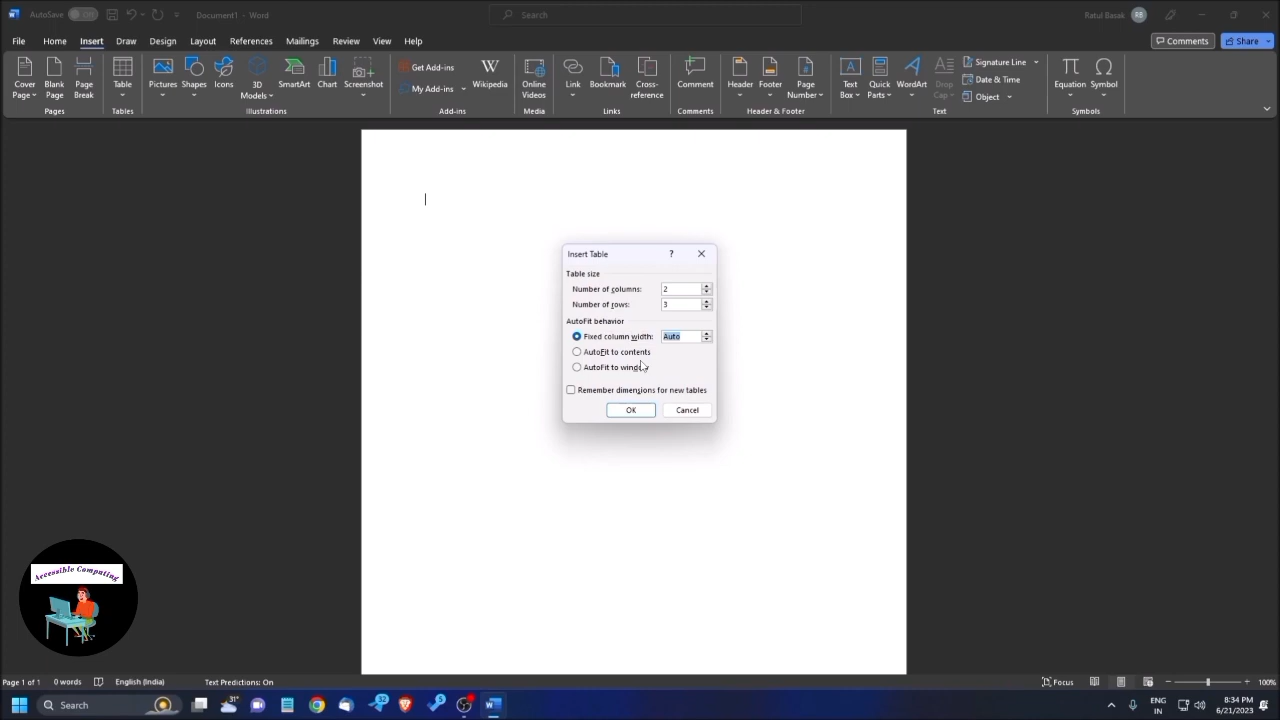 AutoSave Off Document1 - Word Search Ratul Basak RB
File Home Insert Draw Design Layout References Mailings Review View Help Comments Share
Cover Page
Blank Page
Page Break
Pages
Table
Tables
Pictures
Shapes
Icons
3D Models
SmartArt
Chart
Screenshot
Illustrations
Get Add-ins
My Add-ins
Wikipedia
Add-ins
Online Videos
Media
Link
Bookmark
Cross-reference
Links
Comment
Comments
Header
Footer
Page Number
Header & Footer
Text Box
Quick Parts
WordArt
Drop Cap
Signature Line
Date & Time
Object
Text
Equation
Symbol
Symbols
Insert Table ?
Table size
Number of columns: 2
Number of rows: 3
AutoFit behavior
Fixed column width: Auto
AutoFit to contents
AutoFit to window
Remember dimensions for new tables
OK Cancel
Accessible Computing
Page 1 of 1 0 words English (India) Text Predictions: On Focus 100%
Search 31° 32 5 ENG IN 8:34 PM 6/21/2023